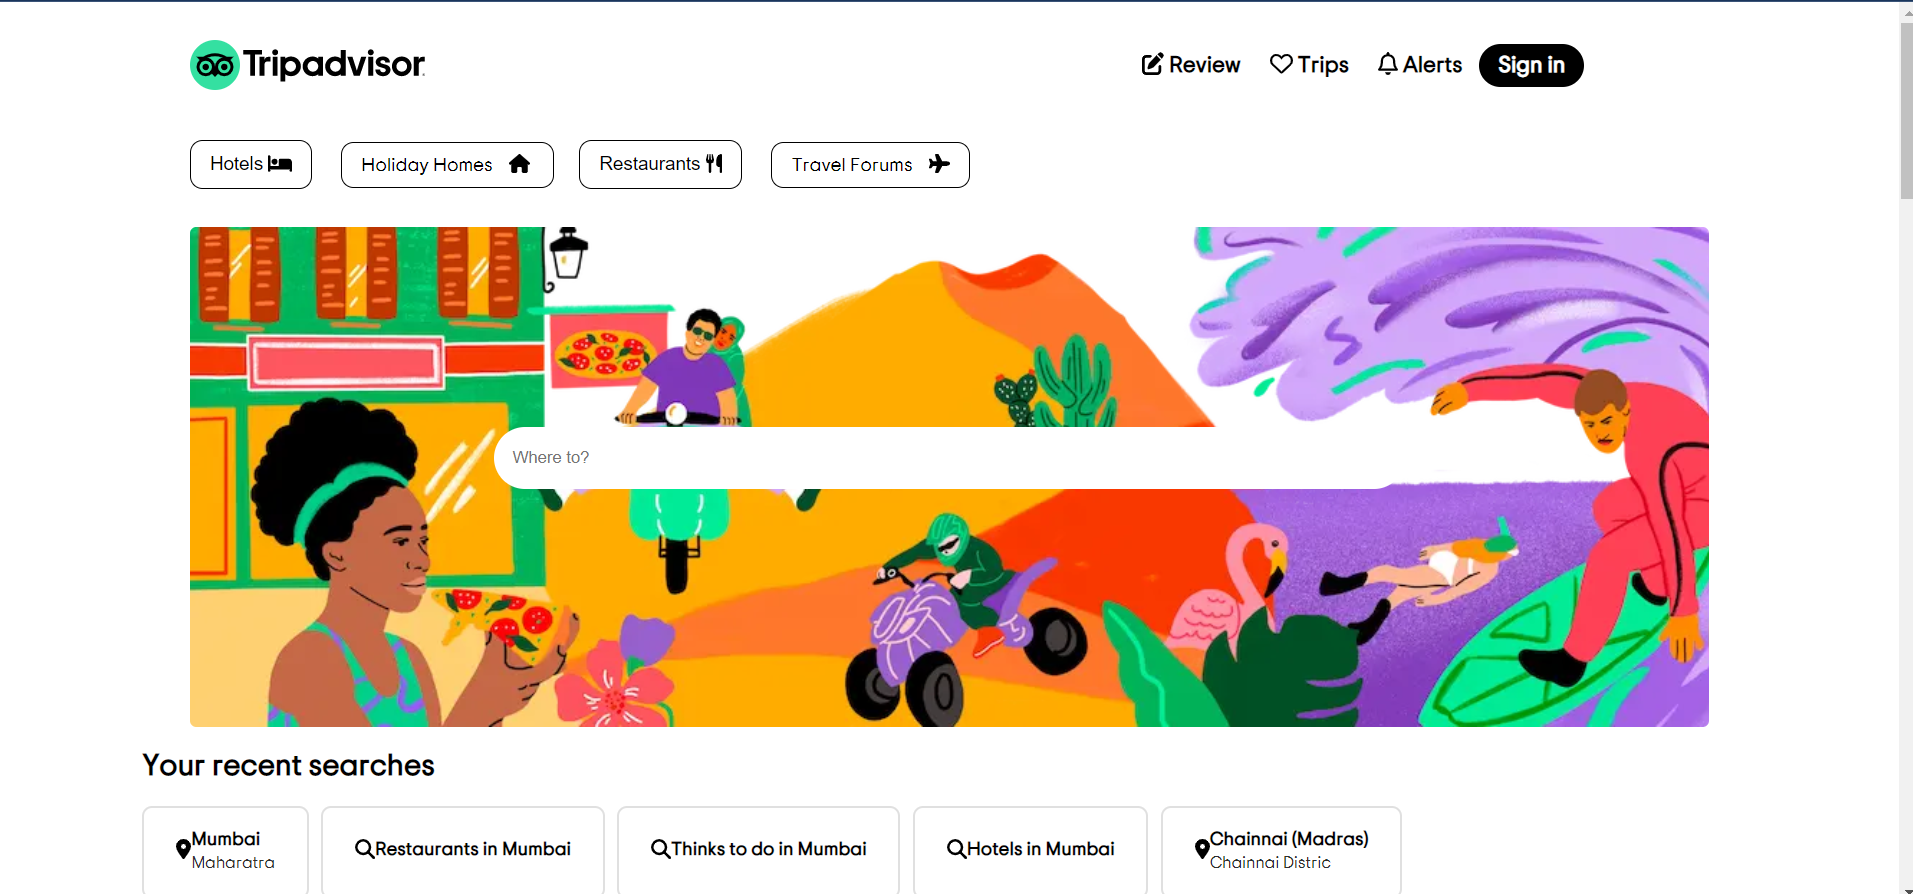 Tripadvisor
Review
Trips
Alerts
Sign in
Hotels
Holiday Homes
Restaurants
Travel Forums
Where to?
Your recent searches
Mumbai
Maharatra
Restaurants in Mumbai
Thinks to do in Mumbai
Hotels in Mumbai
Chainnai (Madras)
Chainnai Distric